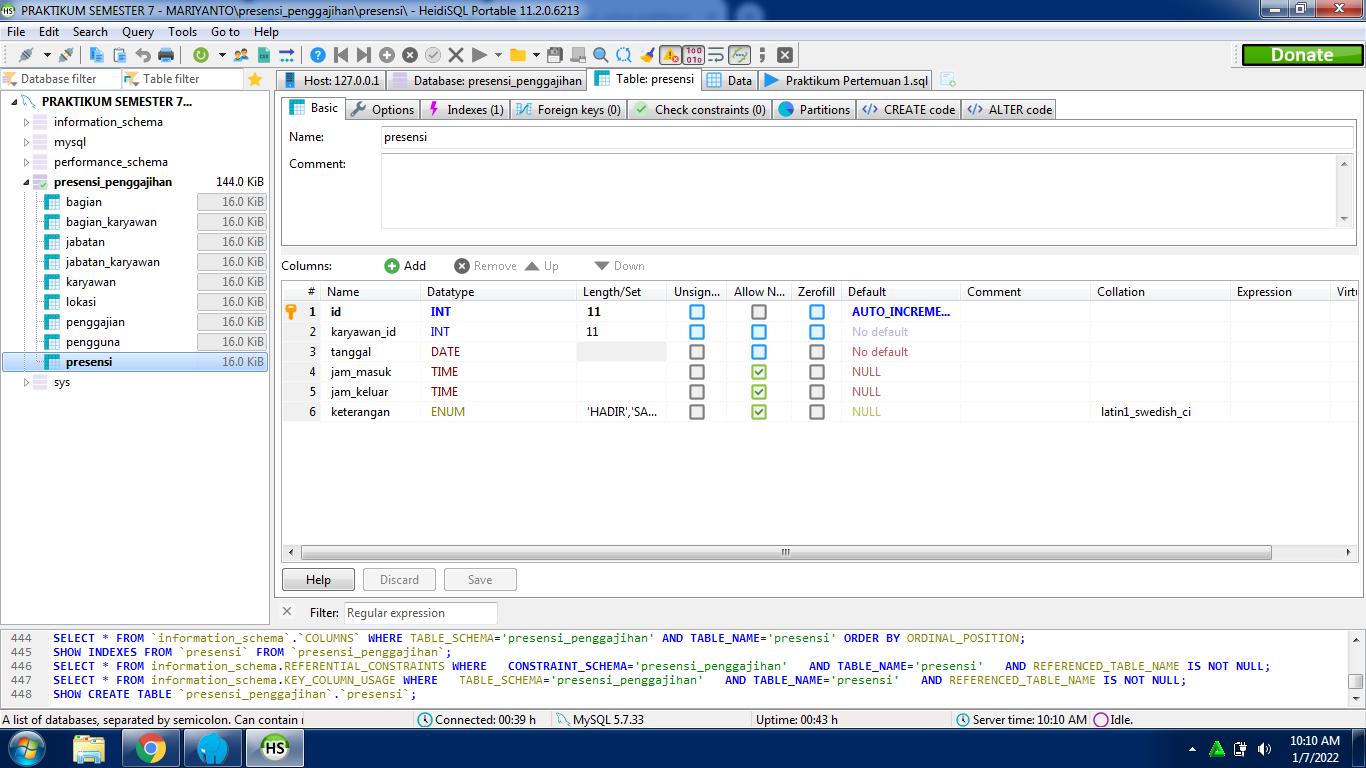 PRAKTIKUM SEMESTER 7 - MARIYANTO\presensi_penggajihan\presensi\ - HeidiSQL Portable 11.2.0.6213
File Edit Search Query Tools Go to Help
Donate
Database filter Table filter
Host: 127.0.0.1 Database: presensi_penggajihan Table: presensi Data Praktikum Pertemuan 1.sql
PRAKTIKUM SEMESTER 7...
information_schema
mysql
performance_schema
presensi_penggajihan 144.0 KiB
bagian 16.0 KiB
bagian_karyawan 16.0 KiB
jabatan 16.0 KiB
jabatan_karyawan 16.0 KiB
karyawan 16.0 KiB
lokasi 16.0 KiB
penggajian 16.0 KiB
pengguna 16.0 KiB
presensi 16.0 KiB
sys
Basic Options Indexes (1) Foreign keys (0) Check constraints (0) Partitions CREATE code ALTER code
Name: presensi
Comment:
Columns: Add Remove Up Down
# Name Datatype Length/Set Unsign... Allow N... Zerofill Default Comment Collation Expression Virtu
1 id INT 11 AUTO_INCREME...
2 karyawan_id INT 11 No default
3 tanggal DATE No default
4 jam_masuk TIME NULL
5 jam_keluar TIME NULL
6 keterangan ENUM 'HADIR','SA... NULL latin1_swedish_ci
Help Discard Save
Filter: Regular expression
444 SELECT * FROM `information_schema`.`COLUMNS` WHERE TABLE_SCHEMA='presensi_penggajihan' AND TABLE_NAME='presensi' ORDER BY ORDINAL_POSITION;
445 SHOW INDEXES FROM `presensi` FROM `presensi_penggajihan`;
446 SELECT * FROM information_schema.REFERENTIAL_CONSTRAINTS WHERE CONSTRAINT_SCHEMA='presensi_penggajihan' AND TABLE_NAME='presensi' AND REFERENCED_TABLE_NAME IS NOT NULL;
447 SELECT * FROM information_schema.KEY_COLUMN_USAGE WHERE TABLE_SCHEMA='presensi_penggajihan' AND TABLE_NAME='presensi' AND REFERENCED_TABLE_NAME IS NOT NULL;
448 SHOW CREATE TABLE `presensi_penggajihan`.`presensi`;
A list of databases, separated by semicolon. Can contain r Connected: 00:39 h MySQL 5.7.33 Uptime: 00:43 h Server time: 10:10 AM Idle.
HS
10:10 AM
1/7/2022